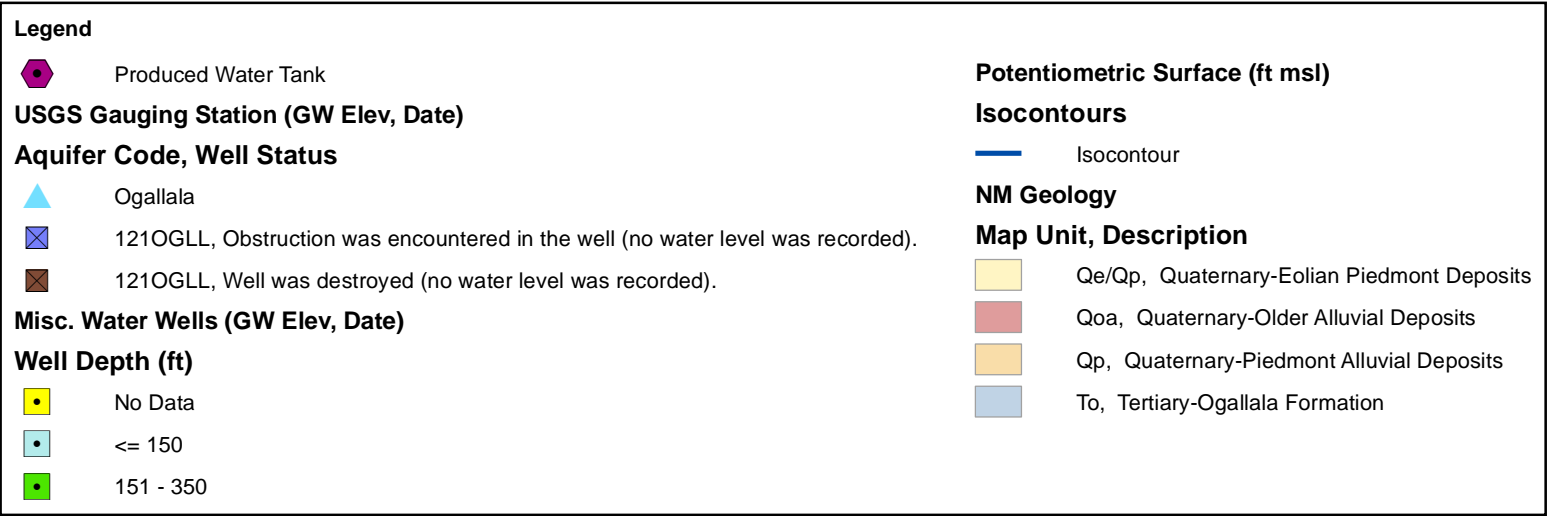 Legend
Produced Water Tank
USGS Gauging Station (GW Elev, Date)
Aquifer Code, Well Status
Ogallala
121OGLL, Obstruction was encountered in the well (no water level was recorded).
121OGLL, Well was destroyed (no water level was recorded).
Misc. Water Wells (GW Elev, Date)
Well Depth (ft)
No Data
<= 150
151 - 350
Potentiometric Surface (ft msl)
Isocontours
Isocontour
NM Geology
Map Unit, Description
Qe/Qp, Quaternary-Eolian Piedmont Deposits
Qoa, Quaternary-Older Alluvial Deposits
Qp, Quaternary-Piedmont Alluvial Deposits
To, Tertiary-Ogallala Formation